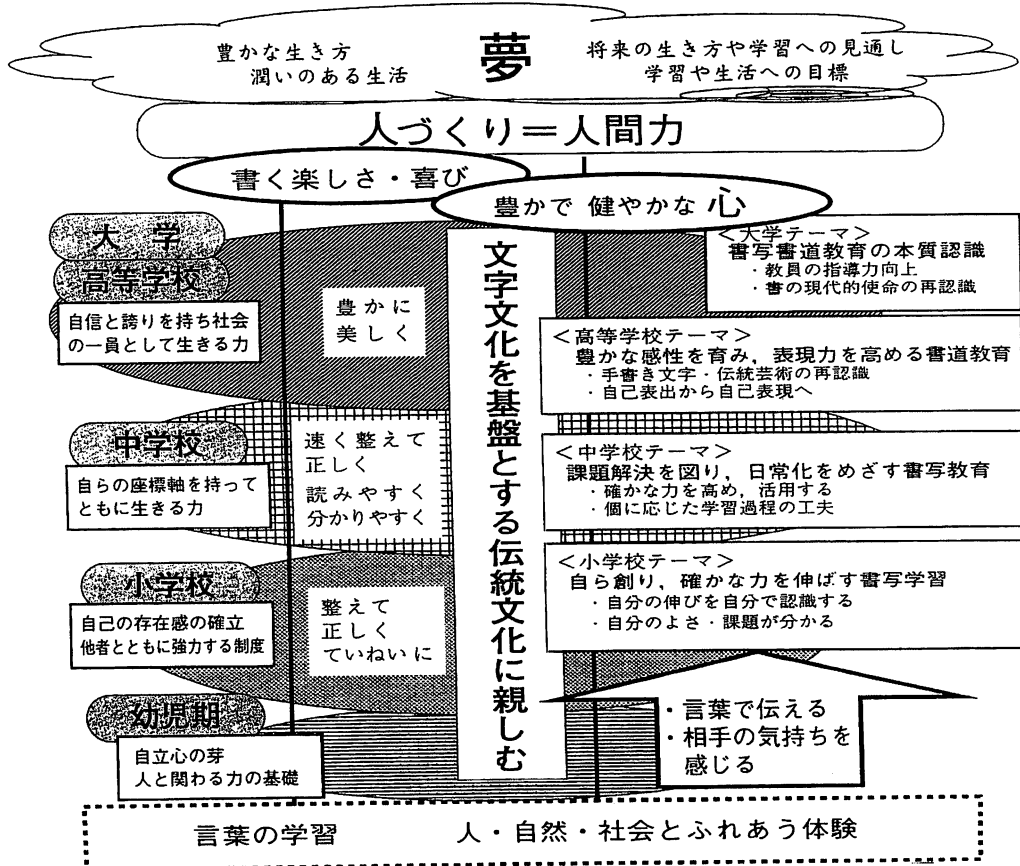 豊かな生き方
潤いのある生活
夢
将来の生き方や学習への見通し
学習や生活への目標
人づくり＝人間力
書く楽しさ・喜び
豊かで 健やかな 心
大　学
高等学校
自信と誇りを持ち社会
の一員として生きる力
豊かに
美しく
中学校
自らの座標軸を持って
ともに生きる力
速く整えて
正しく
読みやすく
分かりやすく
小学校
自己の存在感の確立
他者とともに強力する制度
整えて
正しく
ていねいに
幼児期
自立心の芽
人と関わる力の基礎
文字文化を基盤とする伝統文化に親しむ
＜大学テーマ＞
書写書道教育の本質認識
・教員の指導力向上
・書の現代的使命の再認識
＜高等学校テーマ＞
豊かな感性を育み，表現力を高める書道教育
・手書き文字・伝統芸術の再認識
・自己表出から自己表現へ
＜中学校テーマ＞
課題解決を図り，日常化をめざす書写教育
・確かな力を高め，活用する
・個に応じた学習過程の工夫
＜小学校テーマ＞
自ら創り，確かな力を伸ばす書写学習
・自分の伸びを自分で認識する
・自分のよさ・課題が分かる
・言葉で伝える
・相手の気持ちを
感じる
言葉の学習　　人・自然・社会とふれあう体験